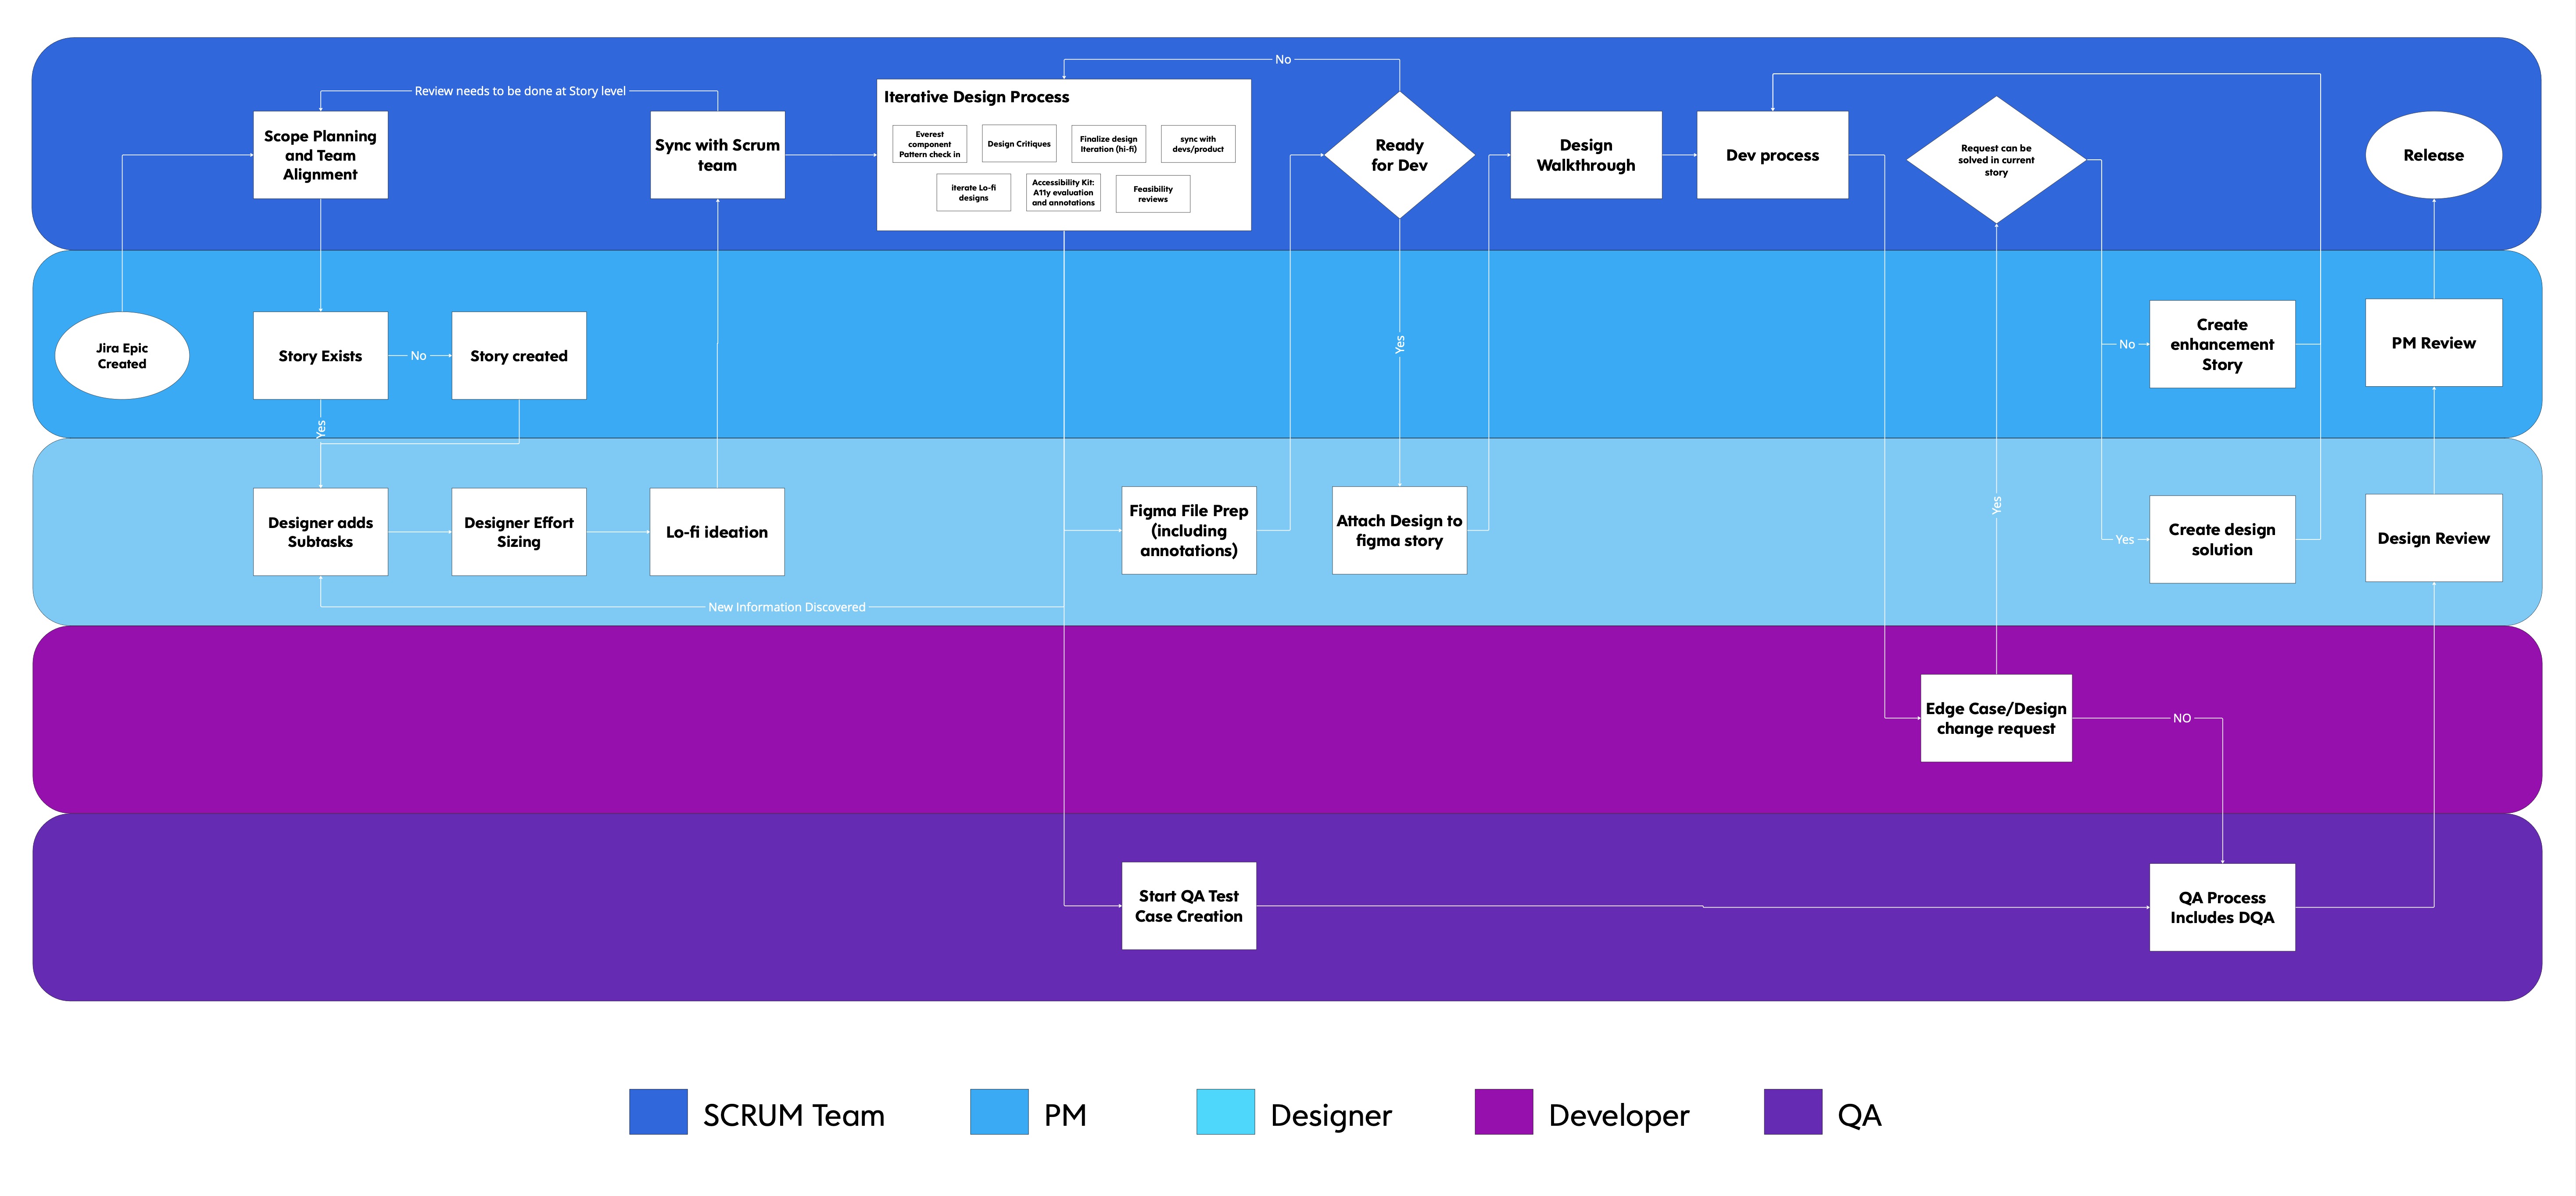 No
Review needs to be done at Story level
Scope Planning
and Team
Alignment
Sync with Scrum
team
Iterative Design Process
Everest
component
Pattern check in
Design Critiques
Finalize design
Iteration (hi-fi)
sync with
devs/product
iterate Lo-fi
designs
Accessibility Kit:
A11y evaluation
and annotations
Feasibility
reviews
Ready
for Dev
Design
Walkthrough
Dev process
Request can be
solved in current
story
Release
Jira Epic
Created
Story Exists
No
Story created
Yes
Yes
No
Create
enhancement
Story
PM Review
Designer adds
Subtasks
Designer Effort
Sizing
Lo-fi ideation
Figma File Prep
(including
annotations)
Attach Design to
figma story
Yes
Yes
Create design
solution
Design Review
New Information Discovered
Edge Case/Design
change request
NO
Start QA Test
Case Creation
QA Process
Includes DQA
SCRUM Team
PM
Designer
Developer
QA